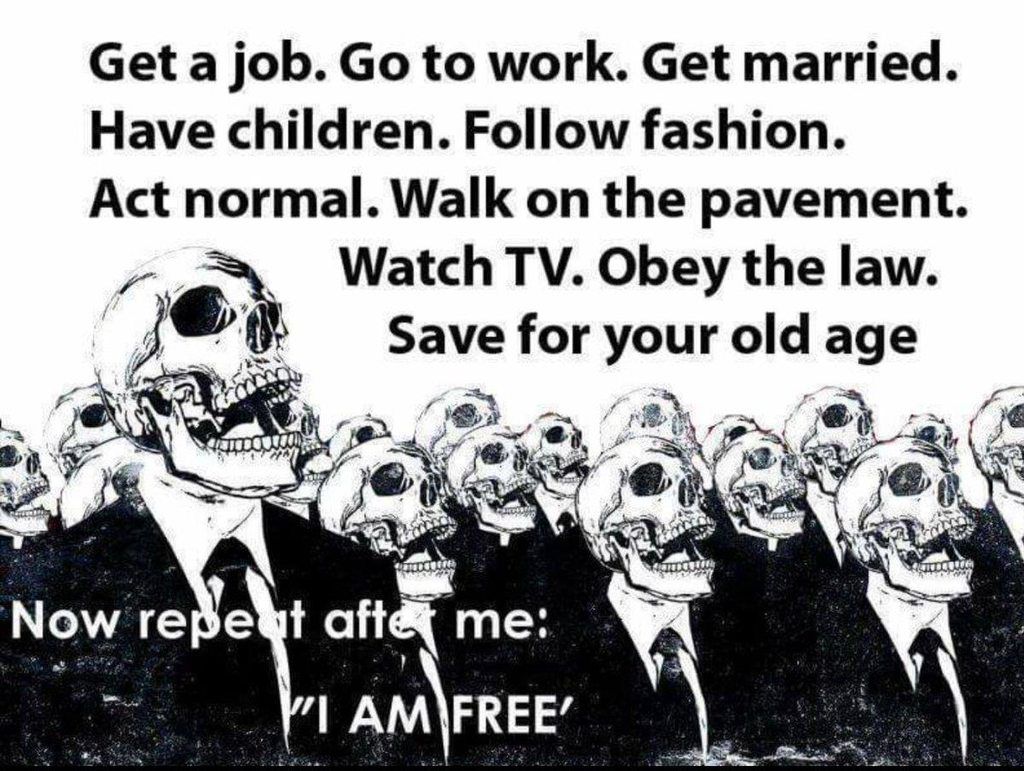 Get a job. Go to work. Get married.
Have children. Follow fashion.
Act normal. Walk on the pavement.
Watch TV. Obey the law.
Save for your old age
Now repeat after me:
"I AM FREE'